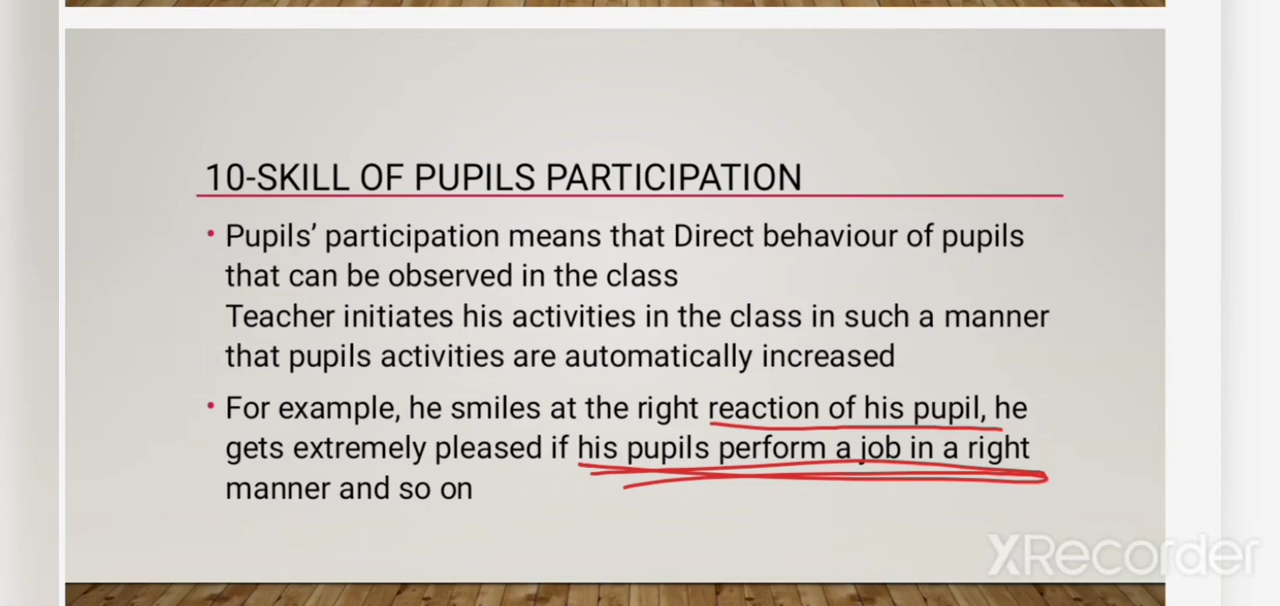 10-SKILL OF PUPILS PARTICIPATION
• Pupils’ participation means that Direct behaviour of pupils
that can be observed in the class
Teacher initiates his activities in the class in such a manner
that pupils activities are automatically increased
• For example, he smiles at the right reaction of his pupil, he
gets extremely pleased if his pupils perform a job in a right
manner and so on
XRecorder